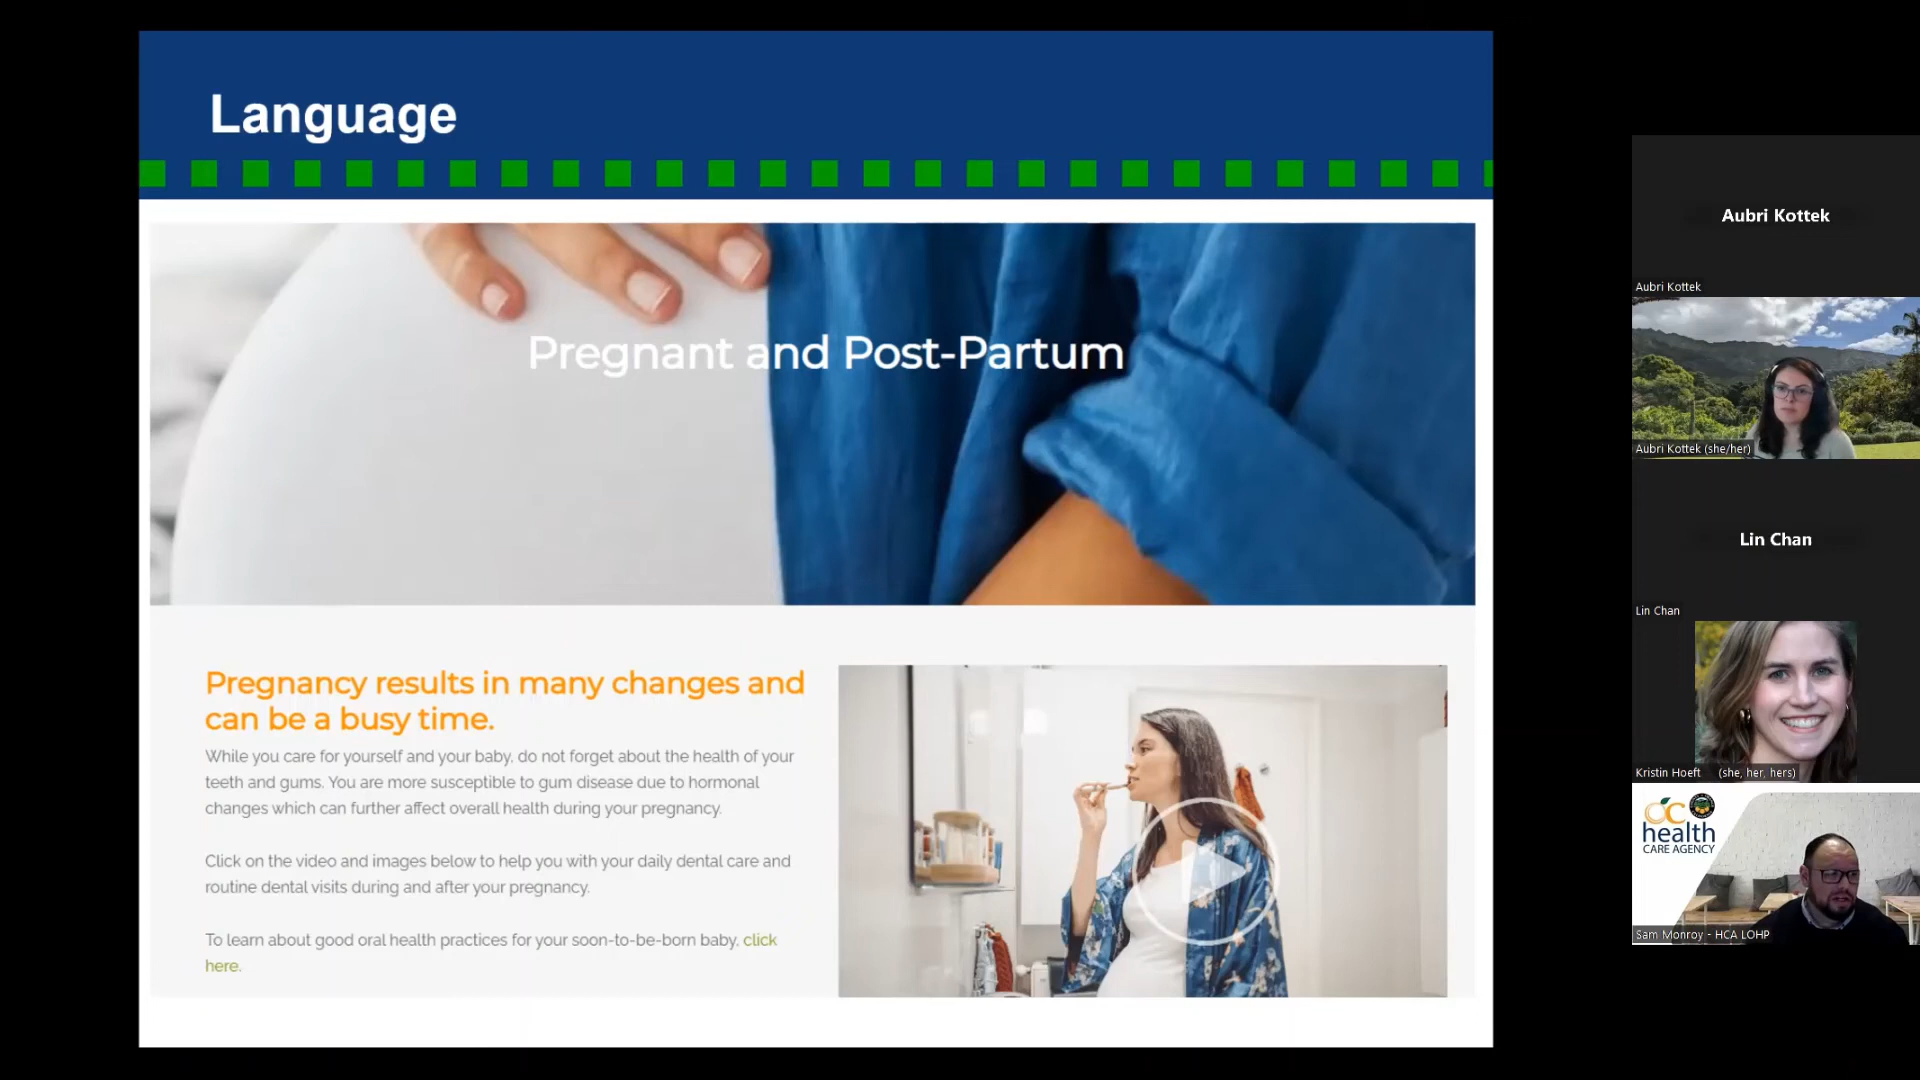 Language
Pregnant and Post-Partum
Pregnancy results in many changes and
can be a busy time.
While you care for yourself and your baby, do not forget about the health of your
teeth and gums. You are more susceptible to gum disease due to hormonal
changes which can further affect overall health during your pregnancy.
Click on the video and images below to help you with your daily dental care and
routine dental visits during and after your pregnancy.
To learn about good oral health practices for your soon-to-be-born baby, click
here.
Aubri Kottek
Aubri Kottek
Aubri Kottek (she/her)
Lin Chan
Lin Chan
Kristin Hoeft (she, her, hers)
OC
health
CARE AGENCY
Sam Monroy - HCA LOHP